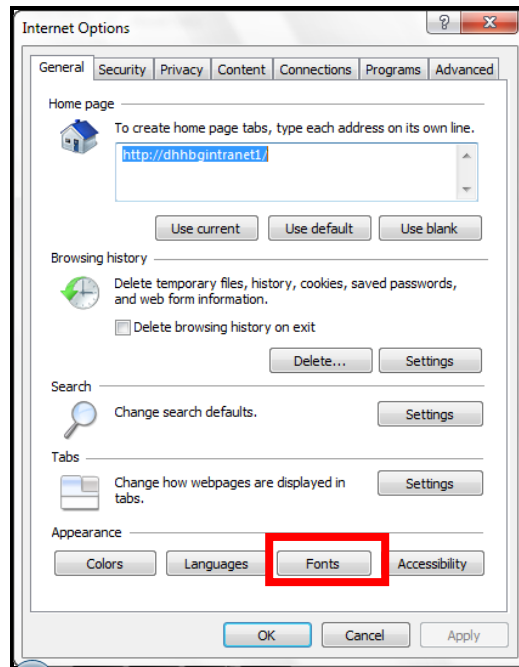 Internet Options
General Security Privacy Content Connections Programs Advanced
Home page
To create home page tabs, type each address on its own line.
http://dhhbgintranet1/
Use current Use default Use blank
Browsing history
Delete temporary files, history, cookies, saved passwords,
and web form information.
Delete browsing history on exit
Delete... Settings
Search
Change search defaults. Settings
Tabs
Change how webpages are displayed in
tabs.
Settings
Appearance
Colors Languages Fonts Accessibility
OK Cancel Apply